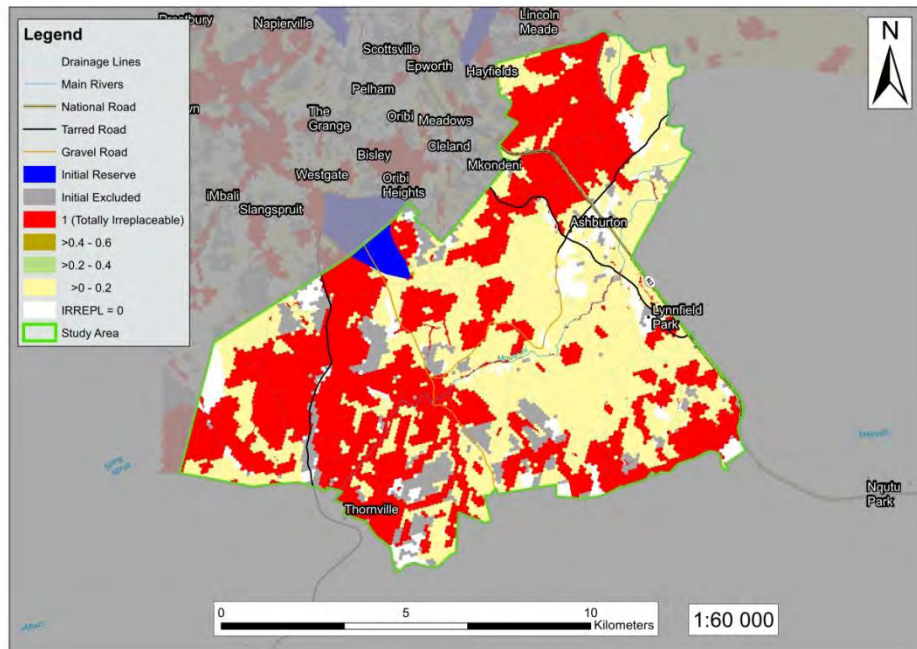 Legend
Drainage Lines
Main Rivers
National Road
Tarred Road
Gravel Road
Initial Reserve
Initial Excluded
1 (Totally Irreplaceable)
>0.4 - 0.6
>0.2 - 0.4
>0 - 0.2
IRREPL = 0
Study Area
Napierville
Lincoln
Meade
Scottsville
Epworth
Hayfields
Pelham
The
Grange
Oribi
Meadows
Cleland
Bisley
Mkondeni
Westgate
Oribi
Heights
iMbali
Slangspruit
Ashburton
Lynnfield
Park
Thornville
Nqutu
Park
N
0
5
10
Kilometers
1:60 000